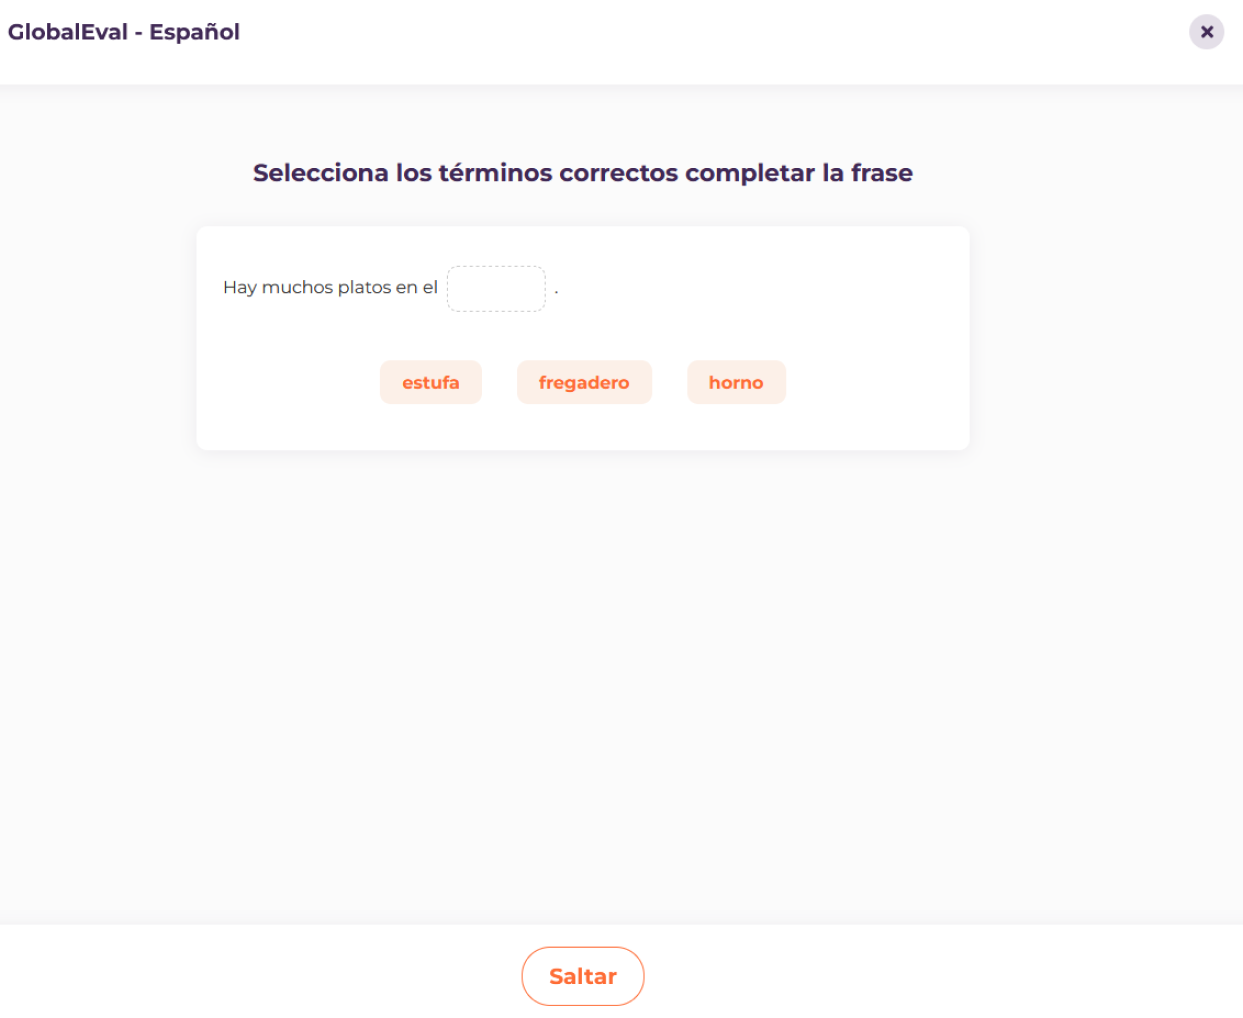 GlobalEval - Español
Selecciona los términos correctos completar la frase
Hay muchos platos en el .
estufa fregadero horno
Saltar